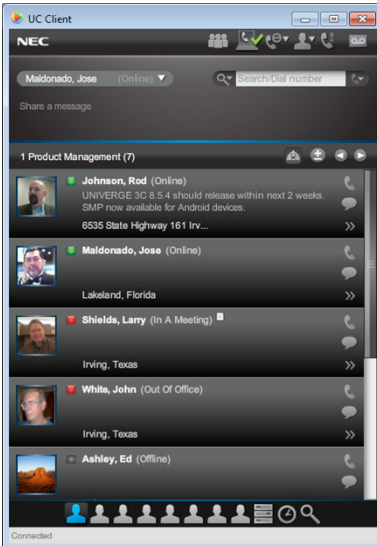 UC Client
NEC
Maldonado, Jose (Online)
Search/Dial number
Share a message
1 Product Management (7)
Johnson, Rod (Online)
UNIVERGE 3C 8.5.4 should release within next 2 weeks.
SMP now available for Android devices.
6535 State Highway 161 Irv...
Maldonado, Jose (Online)
Lakeland, Florida
Shields, Larry (In A Meeting)
Irving, Texas
White, John (Out Of Office)
Irving, Texas
Ashley, Ed (Offline)
Connected